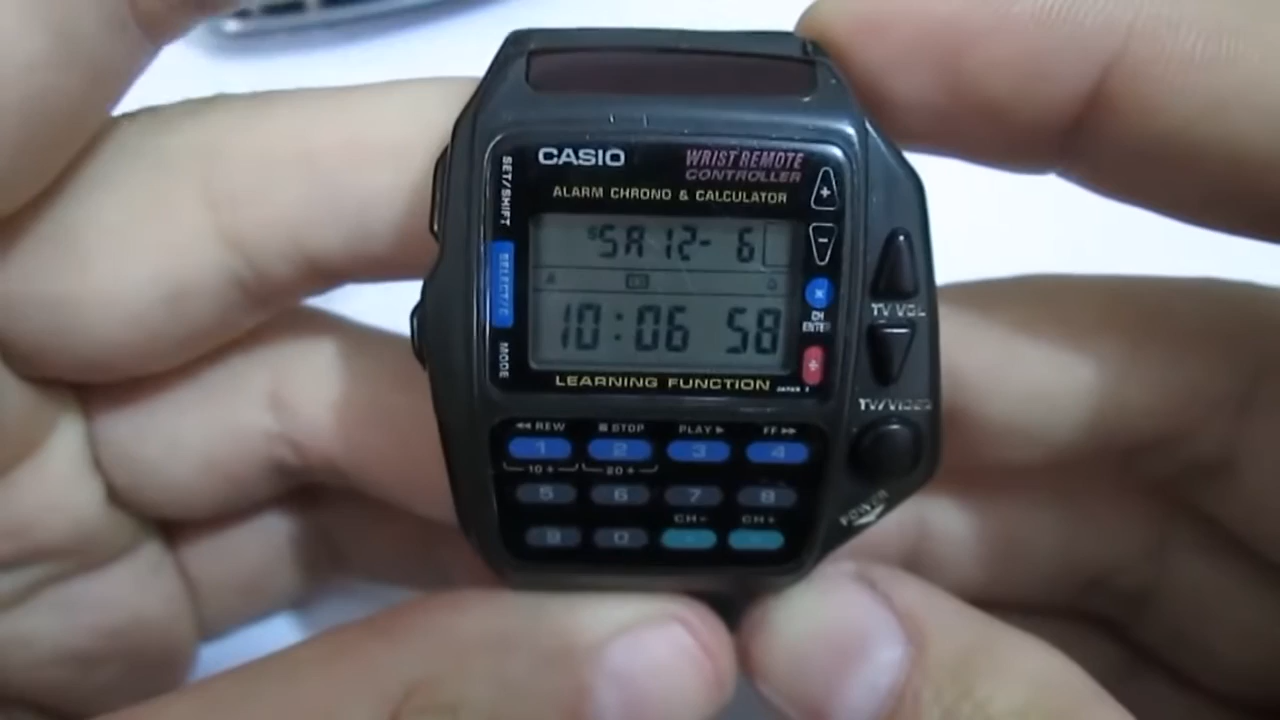 CASIO
WRIST REMOTE
CONTROLLER
ALARM CHRONO & CALCULATOR
SET/SHIFT
SELECT/C
MODE
SA 12- 6
10:06 58
+
-
×
CH
ENTER
÷
LEARNING FUNCTION
TV VOL
TV/VIDEO
POWER
◀◀ REW ■ STOP PLAY ▶ FF ▶▶
1 2 3 4
10+ 20+
5 6 7 8
CH- CH+
9 0